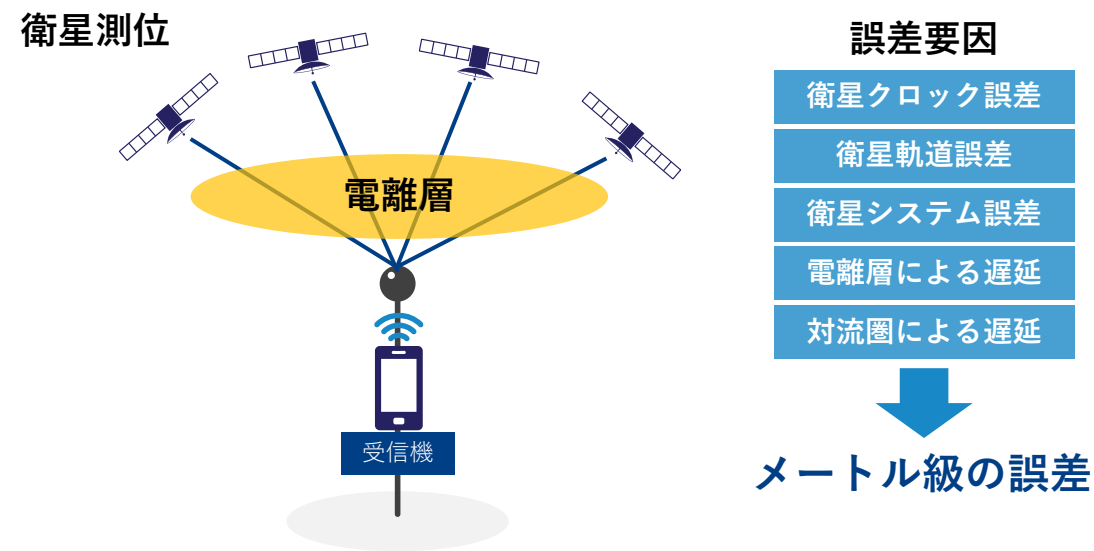 衛星測位
電離層
受信機
誤差要因
衛星クロック誤差
衛星軌道誤差
衛星システム誤差
電離層による遅延
対流圏による遅延
メートル級の誤差